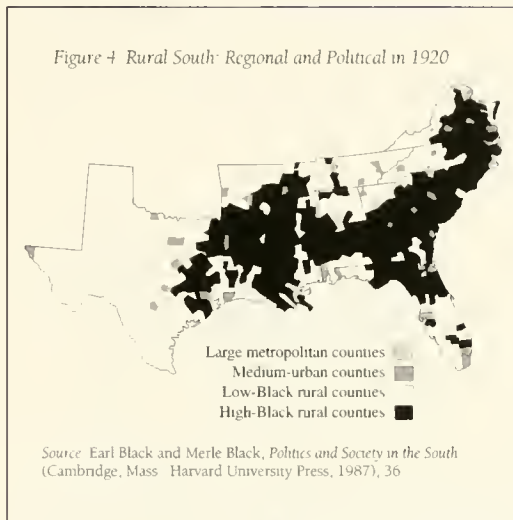 Figure 4 Rural South: Regional and Political in 1920
Large metropolitan counties
Medium-urban counties
Low-Black rural counties
High-Black rural counties
Source Earl Black and Merle Black, Politics and Society in the South
(Cambridge, Mass Harvard University Press, 1987), 36